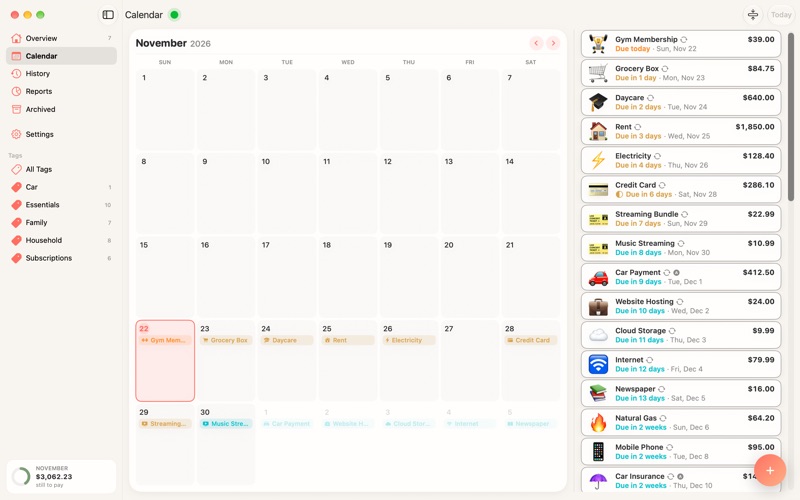 Calendar
Today
Overview 7
Calendar
History
Reports
Archived
Settings
Tags
All Tags
Car 1
Essentials 10
Family 7
Household 8
Subscriptions 6
NOVEMBER
$3,062.23
still to pay
November 2026
SUN MON TUE WED THU FRI SAT
1 2 3 4 5 6 7
8 9 10 11 12 13 14
15 16 17 18 19 20 21
22 23 24 25 26 27 28
Gym Mem... Grocery Box Daycare Rent Electricity Credit Card
29 30 1 2 3 4 5
Streaming... Music Stre... Car Payment Website H... Cloud Stor... Internet Newspaper
Gym Membership $39.00
Due today · Sun, Nov 22
Grocery Box $84.75
Due in 1 day · Mon, Nov 23
Daycare $640.00
Due in 2 days · Tue, Nov 24
Rent $1,850.00
Due in 3 days · Wed, Nov 25
Electricity $128.40
Due in 4 days · Thu, Nov 26
Credit Card $286.10
Due in 6 days · Sat, Nov 28
Streaming Bundle $22.99
Due in 7 days · Sun, Nov 29
Music Streaming $10.99
Due in 8 days · Mon, Nov 30
Car Payment $412.50
Due in 9 days · Tue, Dec 1
Website Hosting $24.00
Due in 10 days · Wed, Dec 2
Cloud Storage $9.99
Due in 11 days · Thu, Dec 3
Internet $79.99
Due in 12 days · Fri, Dec 4
Newspaper $16.00
Due in 13 days · Sat, Dec 5
Natural Gas $64.20
Due in 2 weeks · Sun, Dec 6
Mobile Phone $95.00
Due in 2 weeks · Tue, Dec 8
Car Insurance
Due in 2 weeks · Thu, Dec 10